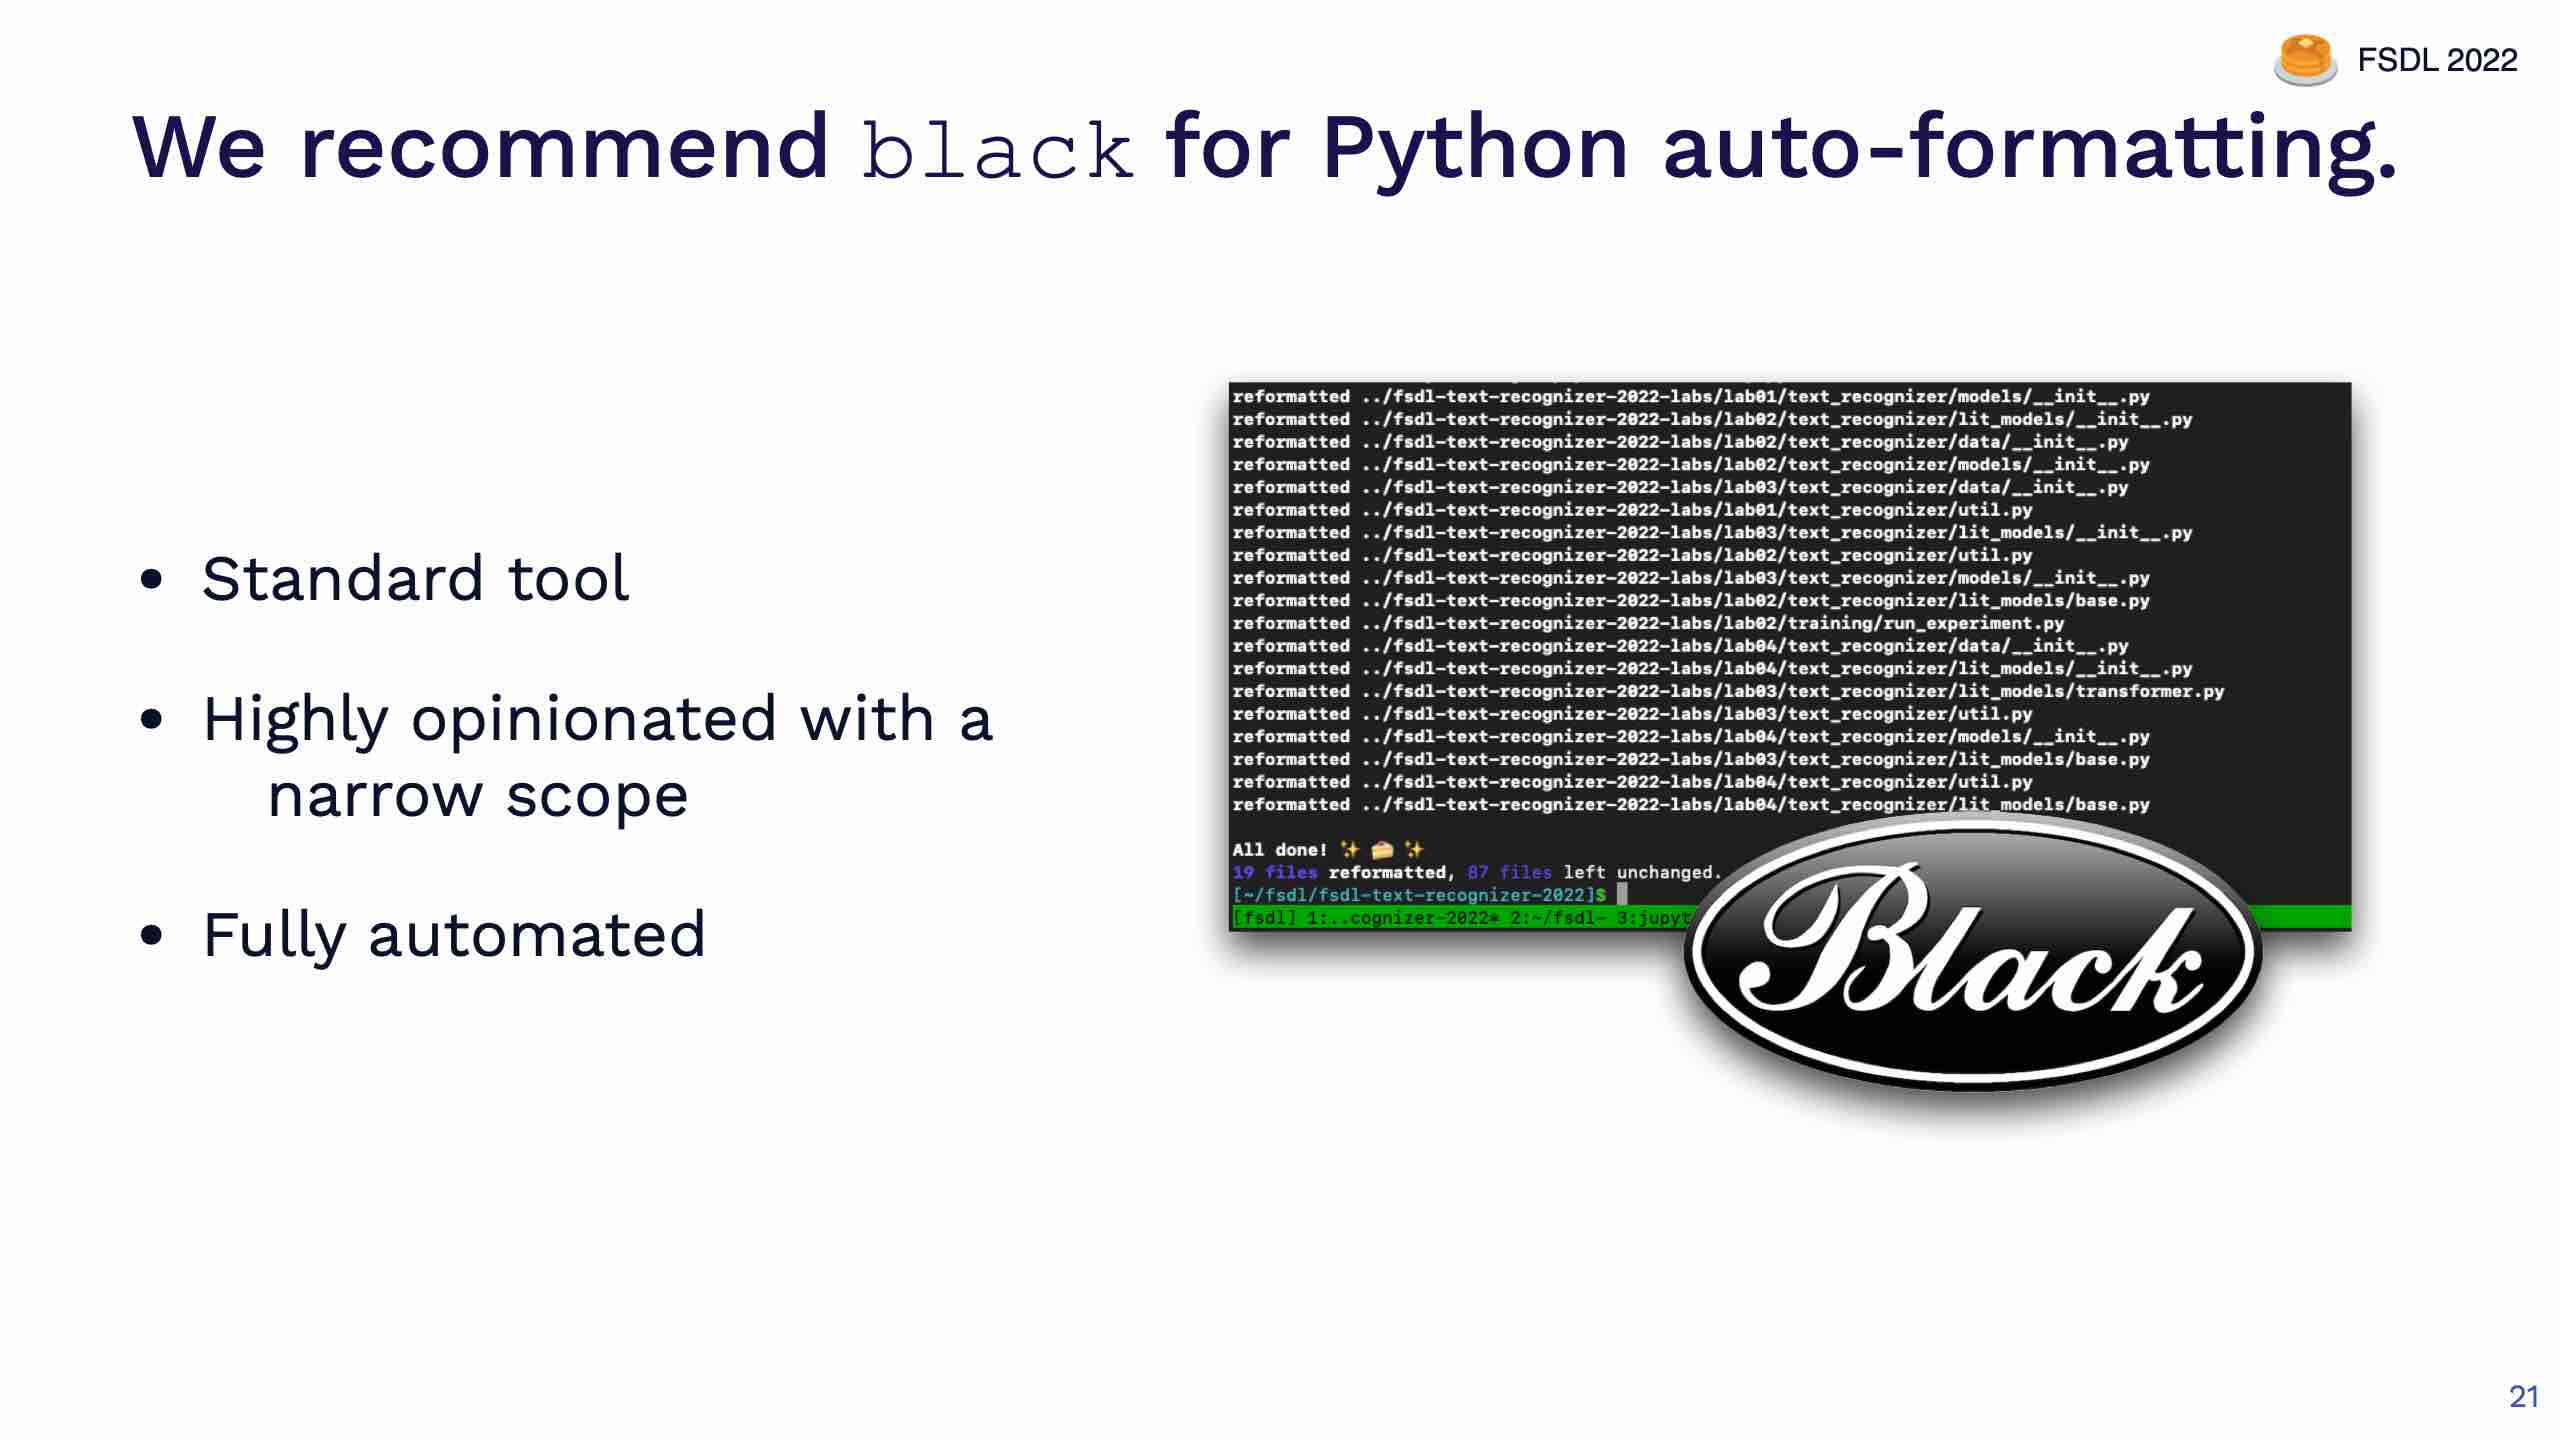 FSDL 2022
We recommend black for Python auto-formatting.
• Standard tool
• Highly opinionated with a
narrow scope
• Fully automated
reformatted ../fsdl-text-recognizer-2022-labs/lab01/text_recognizer/models/__init__.py
reformatted ../fsdl-text-recognizer-2022-labs/lab02/text_recognizer/lit_models/__init__.py
reformatted ../fsdl-text-recognizer-2022-labs/lab02/text_recognizer/data/__init__.py
reformatted ../fsdl-text-recognizer-2022-labs/lab02/text_recognizer/models/__init__.py
reformatted ../fsdl-text-recognizer-2022-labs/lab03/text_recognizer/data/__init__.py
reformatted ../fsdl-text-recognizer-2022-labs/lab01/text_recognizer/util.py
reformatted ../fsdl-text-recognizer-2022-labs/lab03/text_recognizer/lit_models/__init__.py
reformatted ../fsdl-text-recognizer-2022-labs/lab02/text_recognizer/util.py
reformatted ../fsdl-text-recognizer-2022-labs/lab03/text_recognizer/models/__init__.py
reformatted ../fsdl-text-recognizer-2022-labs/lab02/text_recognizer/lit_models/base.py
reformatted ../fsdl-text-recognizer-2022-labs/lab02/training/run_experiment.py
reformatted ../fsdl-text-recognizer-2022-labs/lab04/text_recognizer/data/__init__.py
reformatted ../fsdl-text-recognizer-2022-labs/lab04/text_recognizer/lit_models/__init__.py
reformatted ../fsdl-text-recognizer-2022-labs/lab03/text_recognizer/lit_models/transformer.py
reformatted ../fsdl-text-recognizer-2022-labs/lab03/text_recognizer/util.py
reformatted ../fsdl-text-recognizer-2022-labs/lab04/text_recognizer/models/__init__.py
reformatted ../fsdl-text-recognizer-2022-labs/lab03/text_recognizer/lit_models/base.py
reformatted ../fsdl-text-recognizer-2022-labs/lab04/text_recognizer/util.py
reformatted ../fsdl-text-recognizer-2022-labs/lab04/text_recognizer/lit_models/base.py
All done! ✨ 🍰 ✨
19 files reformatted, 87 files left unchanged.
[~/fsdl/fsdl-text-recognizer-2022]$
[fsdl] 1:..cognizer-2022* 2:~/fsdl- 3:jupyt
Black
21